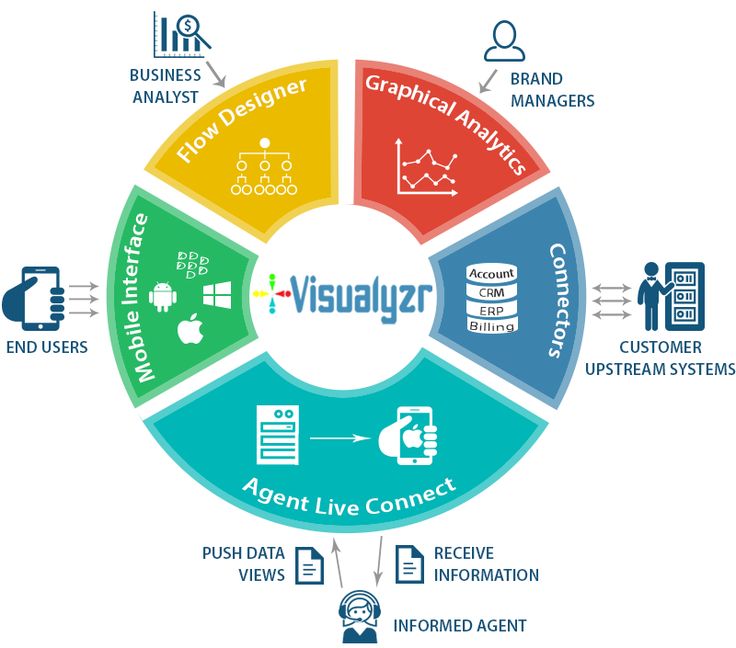 BUSINESS
ANALYST
BRAND
MANAGERS
Flow Designer
Graphical Analytics
Mobile Interface
Connectors
Account
CRM
ERP
Billing
Visualyzr
END USERS
CUSTOMER
UPSTREAM SYSTEMS
Agent Live Connect
PUSH DATA
VIEWS
RECEIVE
INFORMATION
INFORMED AGENT